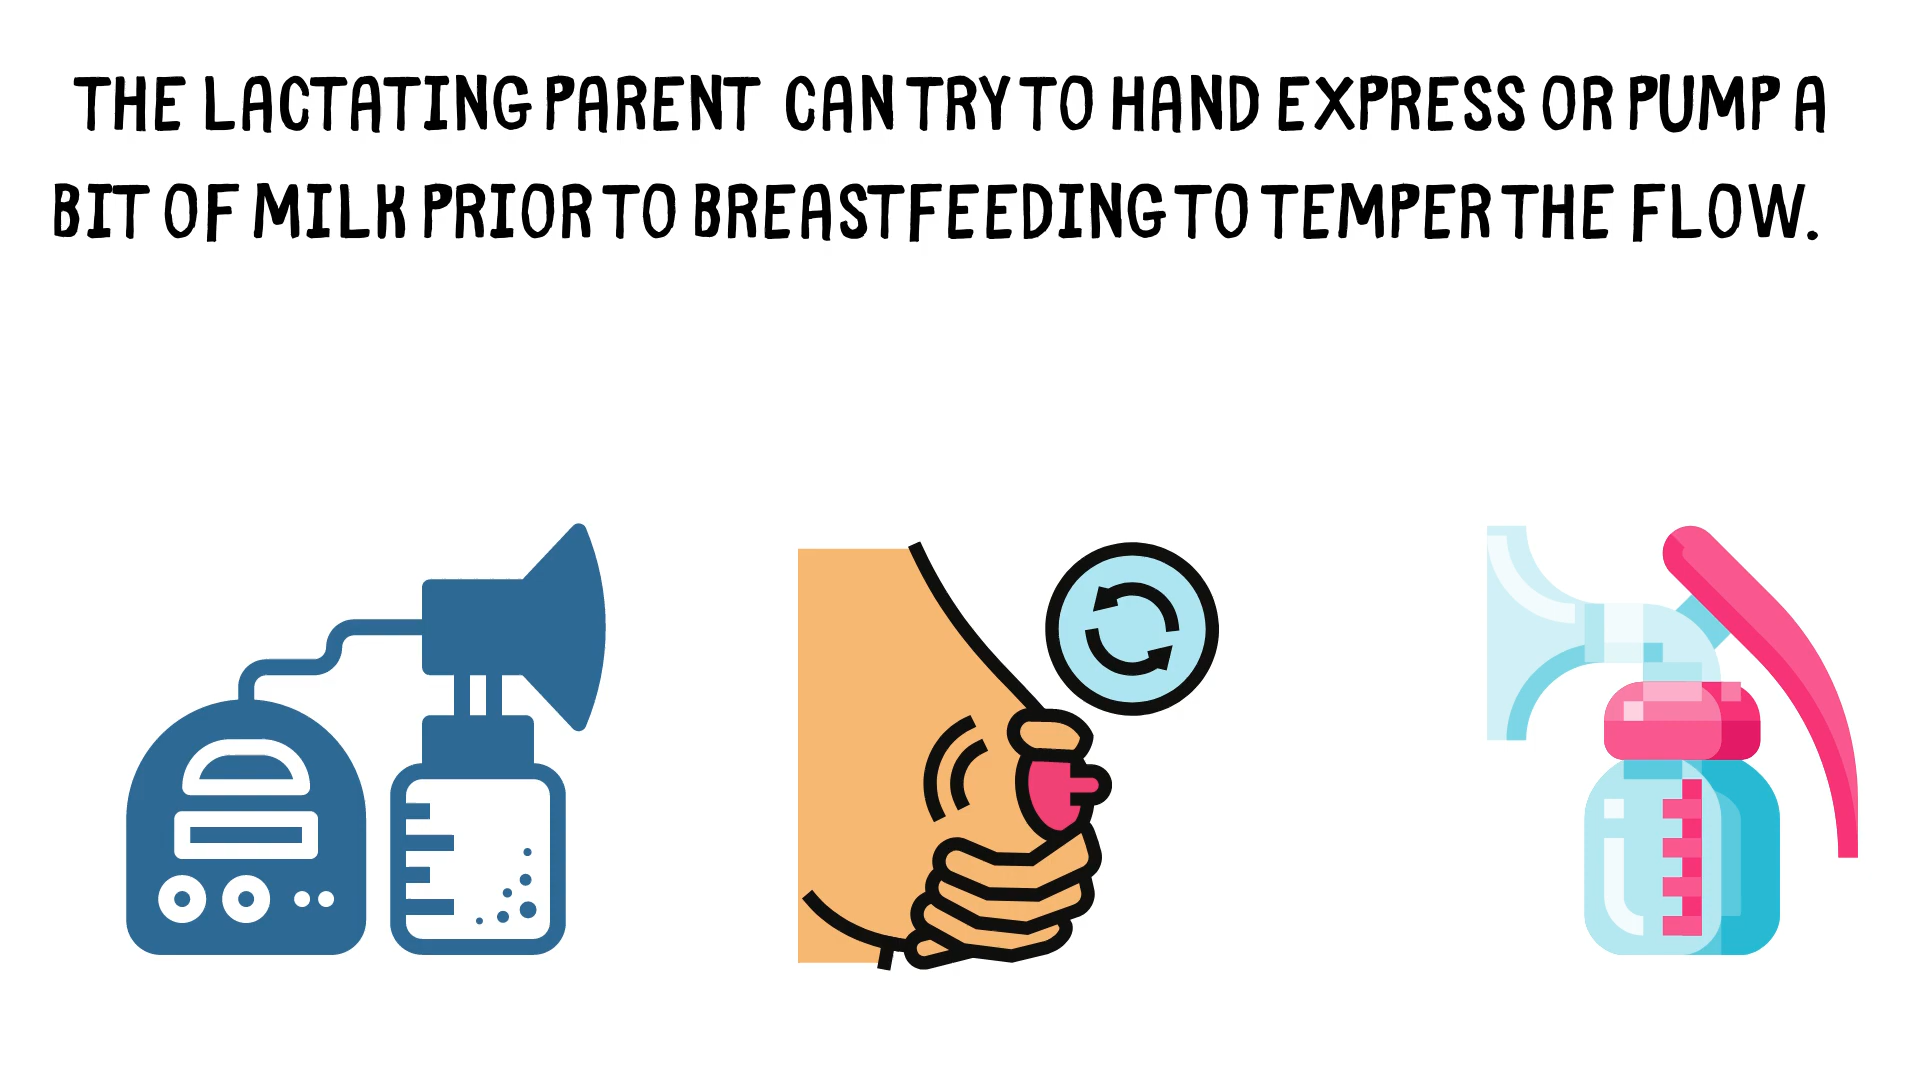 THE LACTATING PARENT CAN TRY TO HAND EXPRESS OR PUMP A
BIT OF MILK PRIOR TO BREASTFEEDING TO TEMPER THE FLOW.